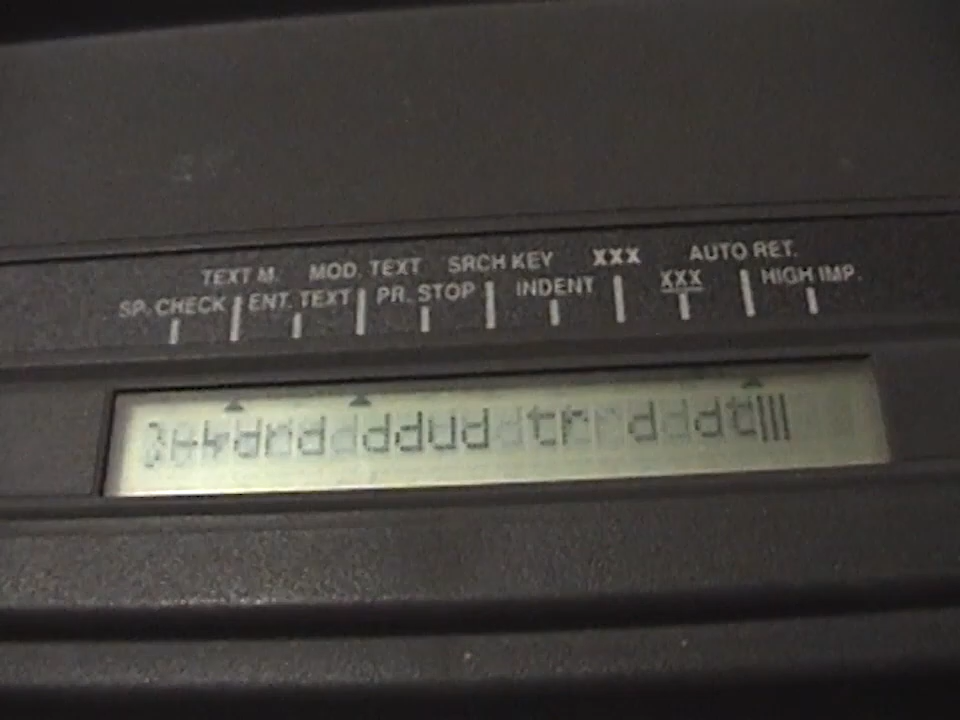 TEXT M. MOD. TEXT SRCH KEY XXX AUTO RET.
SP. CHECK ENT. TEXT PR. STOP INDENT XXX HIGH IMP.